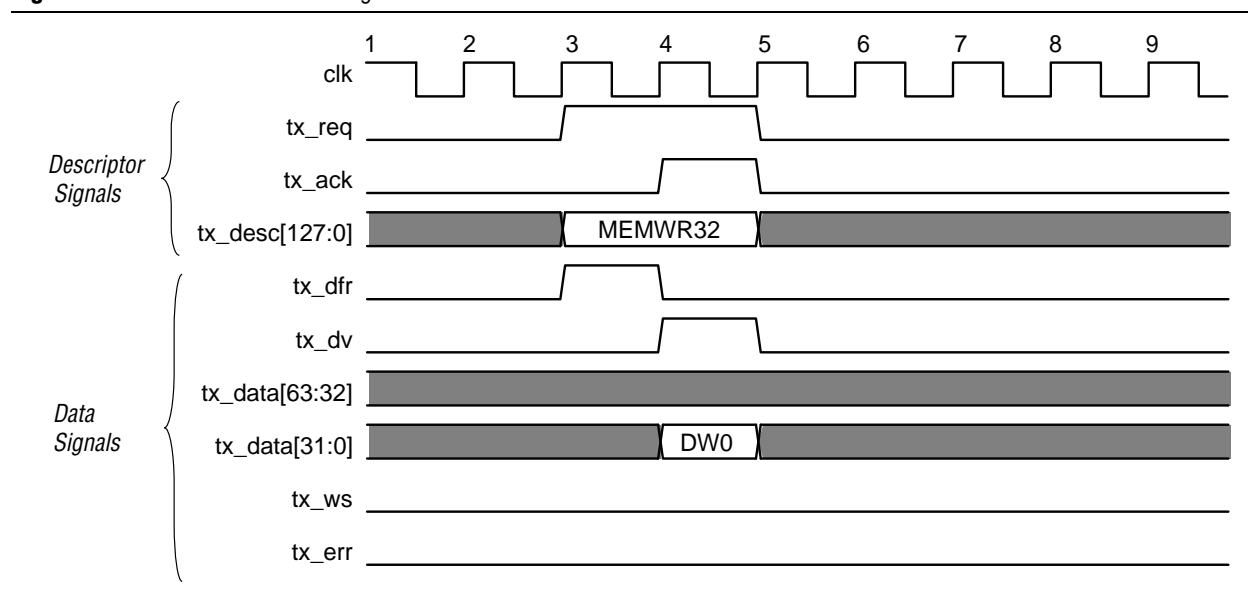 1 2 3 4 5 6 7 8 9
clk
tx_req
Descriptor
Signals
tx_ack
tx_desc[127:0] MEMWR32
tx_dfr
tx_dv
tx_data[63:32]
Data
Signals
tx_data[31:0] DW0
tx_ws
tx_err